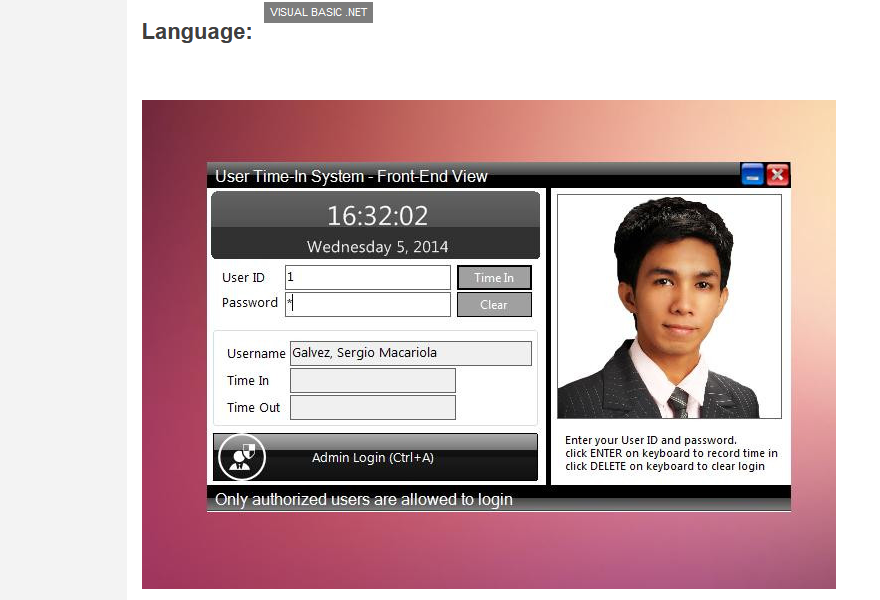 VISUAL BASIC .NET
Language:
User Time-In System - Front-End View
16:32:02
Wednesday 5, 2014
User ID 1 Time In
Password * Clear
Username Galvez, Sergio Macariola
Time In
Time Out
Admin Login (Ctrl+A)
Enter your User ID and password.
click ENTER on keyboard to record time in
click DELETE on keyboard to clear login
Only authorized users are allowed to login